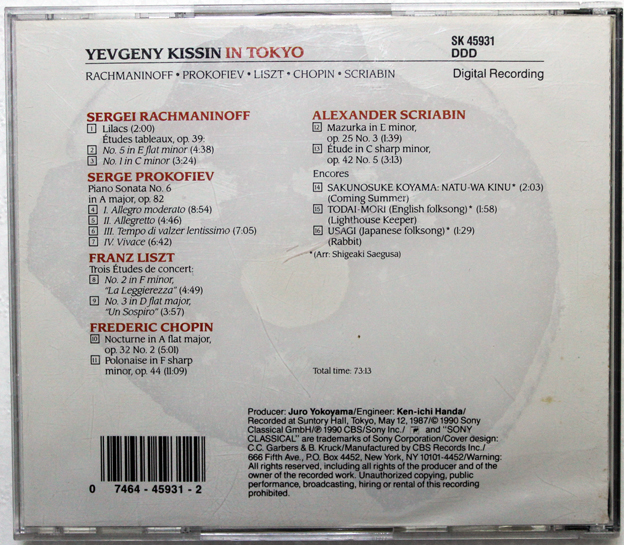 YEVGENY KISSIN IN TOKYO
RACHMANINOFF • PROKOFIEV • LISZT • CHOPIN • SCRIABIN
SK 45931
DDD
Digital Recording
SERGEI RACHMANINOFF
1 Lilacs (2:00)
Études tableaux, op. 39:
2 No. 5 in E flat minor (4:38)
3 No. 1 in C minor (3:24)
SERGE PROKOFIEV
Piano Sonata No. 6
in A major, op. 82
4 I. Allegro moderato (8:54)
5 II. Allegretto (4:46)
6 III. Tempo di valzer lentissimo (7:05)
7 IV. Vivace (6:42)
FRANZ LISZT
Trois Études de concert:
8 No. 2 in F minor,
"La Leggierezza" (4:49)
9 No. 3 in D flat major,
"Un Sospiro" (3:57)
FREDERIC CHOPIN
10 Nocturne in A flat major,
op. 32 No. 2 (5:01)
11 Polonaise in F sharp
minor, op. 44 (11:09)
ALEXANDER SCRIABIN
12 Mazurka in E minor,
op. 25 No. 3 (1:39)
13 Étude in C sharp minor,
op. 42 No. 5 (3:13)
Encores
14 SAKUNOSUKE KOYAMA: NATU-WA KINU* (2:03)
(Coming Summer)
15 TODAI-MORI (English folksong)* (1:58)
(Lighthouse Keeper)
16 USAGI (Japanese folksong)* (1:29)
(Rabbit)
*(Arr: Shigeaki Saegusa)
Total time: 73:13
Producer: Juro Yokoyama/Engineer: Ken-ichi Handa/
Recorded at Suntory Hall, Tokyo, May 12, 1987/© 1990 Sony
Classical GmbH/℗ 1990 CBS/Sony Inc./ and "SONY
CLASSICAL" are trademarks of Sony Corporation/Cover design:
C.C. Garbers & B. Kruck/Manufactured by CBS Records Inc./
666 Fifth Ave., P.O. Box 4452, New York, NY 10101-4452/Warning:
All rights reserved, including all rights of the producer and of the
owner of the recorded work. Unauthorized copying, public
performance, broadcasting, hiring or rental of this recording
prohibited.
0 7464-45931-2